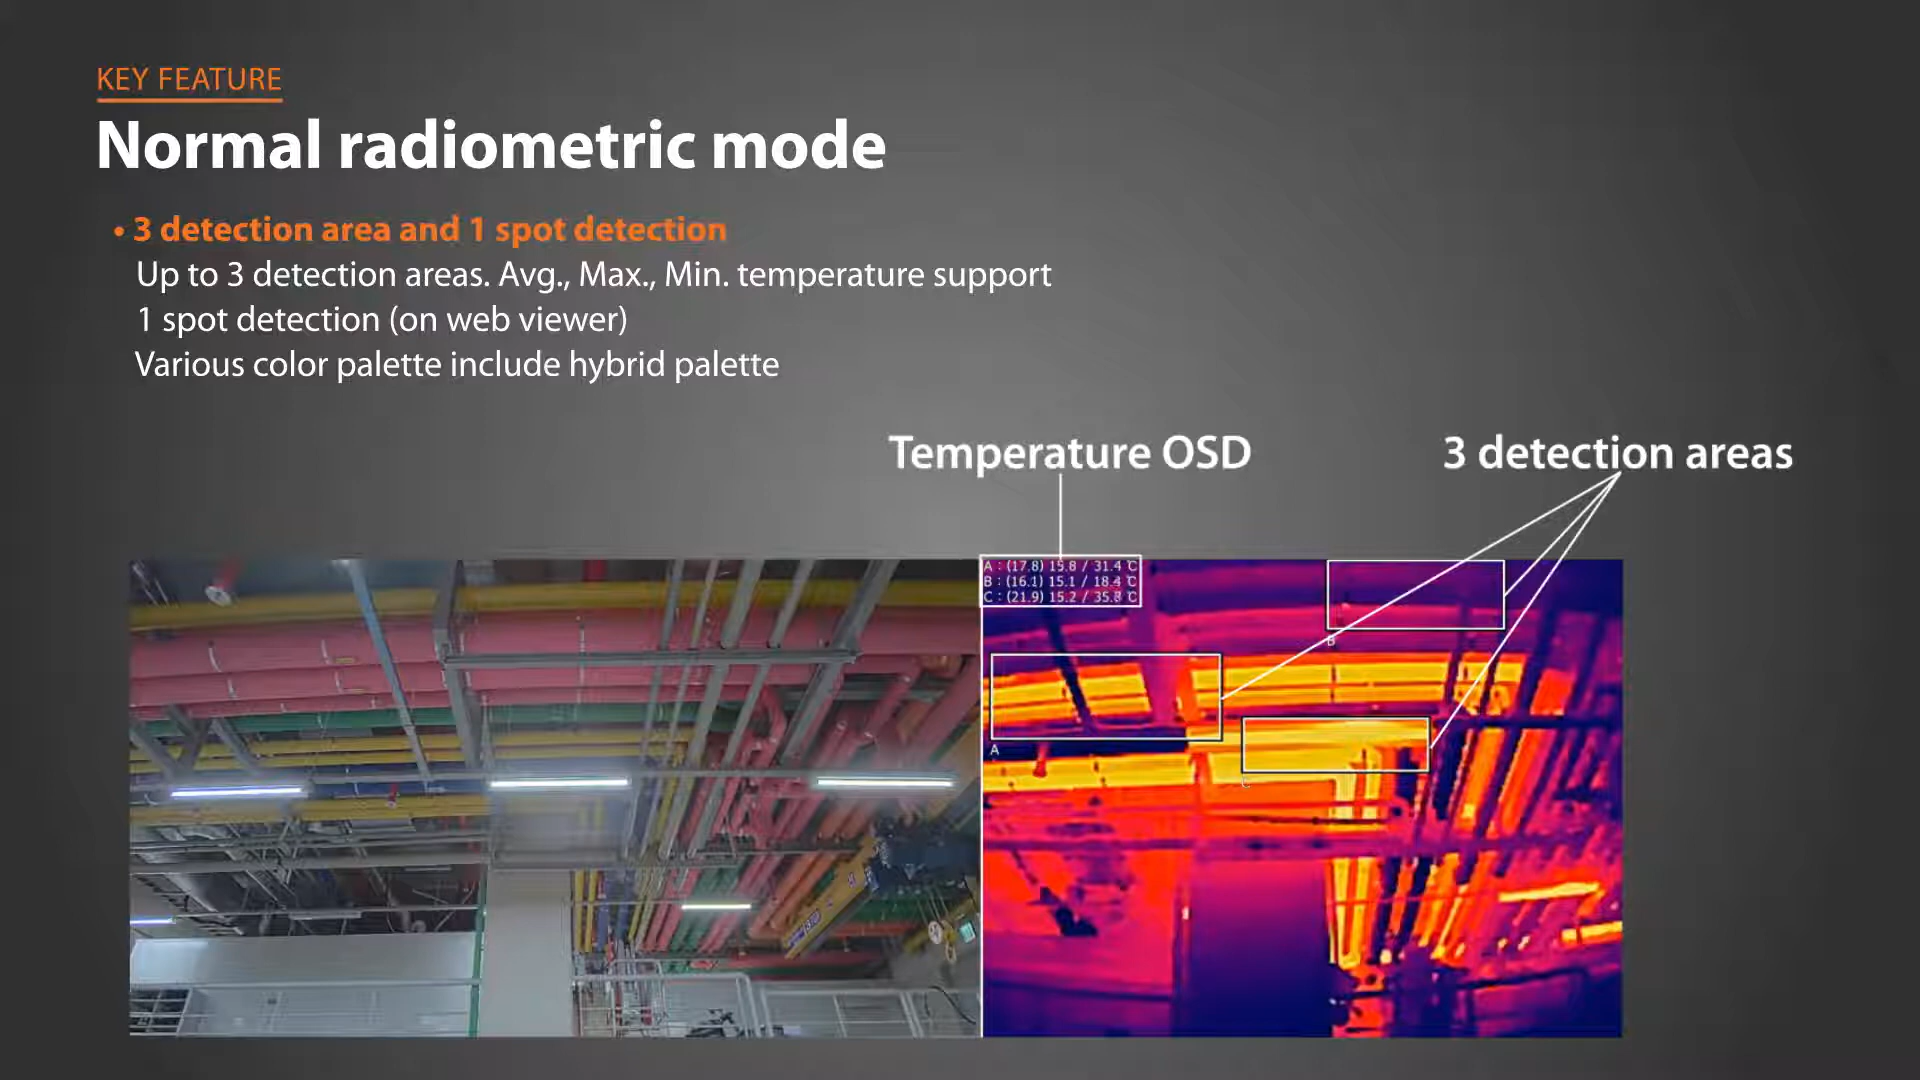 KEY FEATURE
Normal radiometric mode
• 3 detection area and 1 spot detection
Up to 3 detection areas. Avg., Max., Min. temperature support
1 spot detection (on web viewer)
Various color palette include hybrid palette
Temperature OSD
3 detection areas
A : (17.8) 15.8 / 31.4 ℃
B : (16.1) 15.1 / 18.4 ℃
C : (21.9) 15.2 / 35.8 ℃
B
A
C